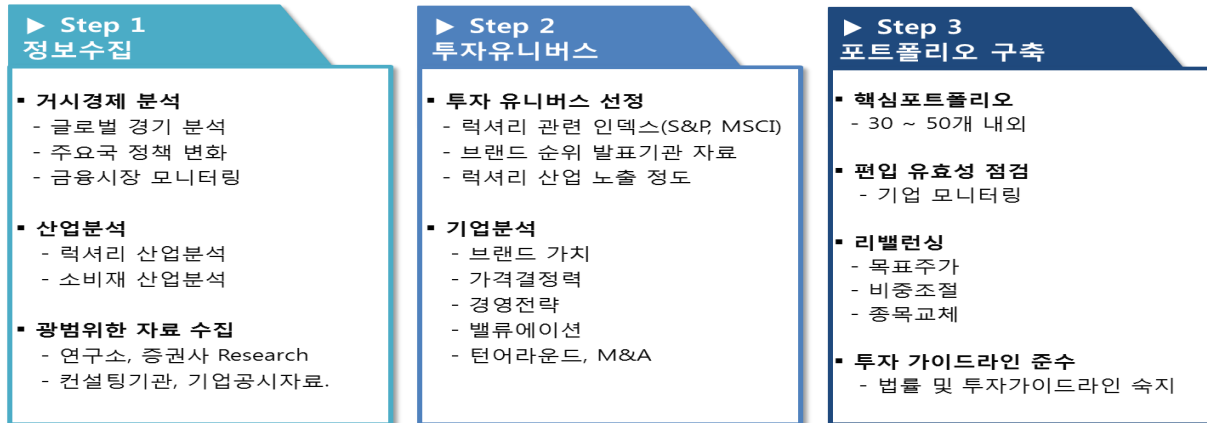 ▶ Step 1
정보수집
▪ 거시경제 분석
- 글로벌 경기 분석
- 주요국 정책 변화
- 금융시장 모니터링
▪ 산업분석
- 럭셔리 산업분석
- 소비재 산업분석
▪ 광범위한 자료 수집
- 연구소, 증권사 Research
- 컨설팅기관, 기업공시자료.
▶ Step 2
투자유니버스
▪ 투자 유니버스 선정
- 럭셔리 관련 인덱스(S&P, MSCI)
- 브랜드 순위 발표기관 자료
- 럭셔리 산업 노출 정도
▪ 기업분석
- 브랜드 가치
- 가격결정력
- 경영전략
- 밸류에이션
- 턴어라운드, M&A
▶ Step 3
포트폴리오 구축
▪ 핵심포트폴리오
- 30 ~ 50개 내외
▪ 편입 유효성 점검
- 기업 모니터링
▪ 리밸런싱
- 목표주가
- 비중조절
- 종목교체
▪ 투자 가이드라인 준수
- 법률 및 투자가이드라인 숙지